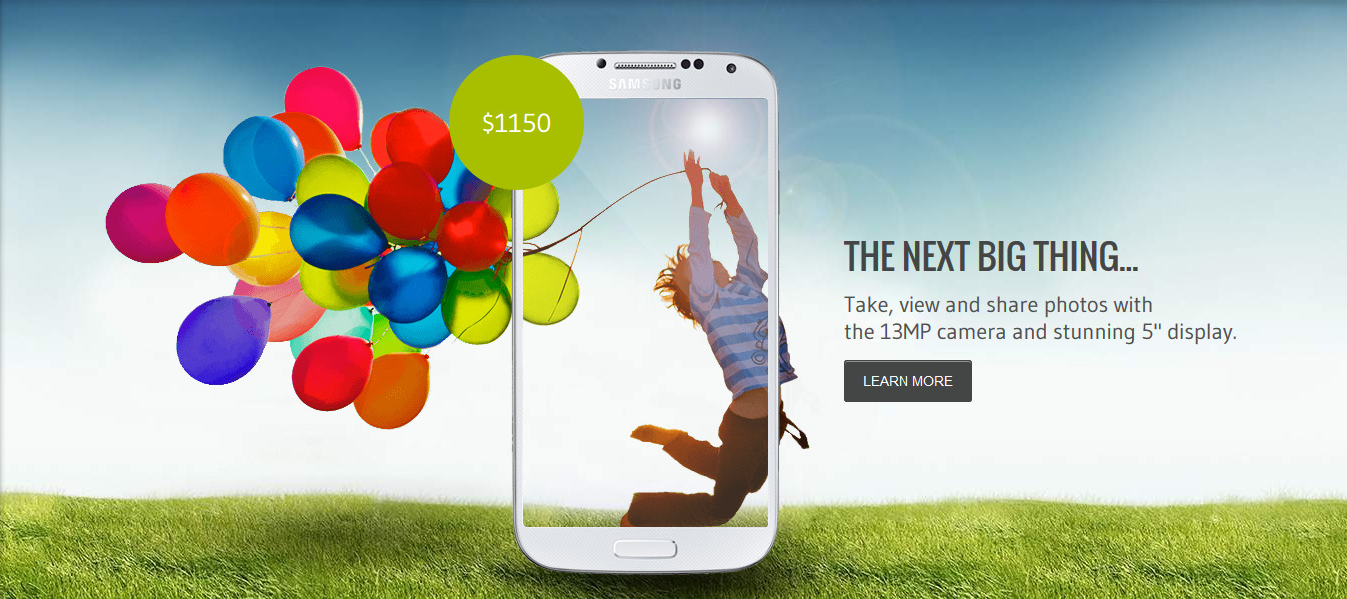 SAMSUNG
$1150
THE NEXT BIG THING...
Take, view and share photos with
the 13MP camera and stunning 5" display.
LEARN MORE